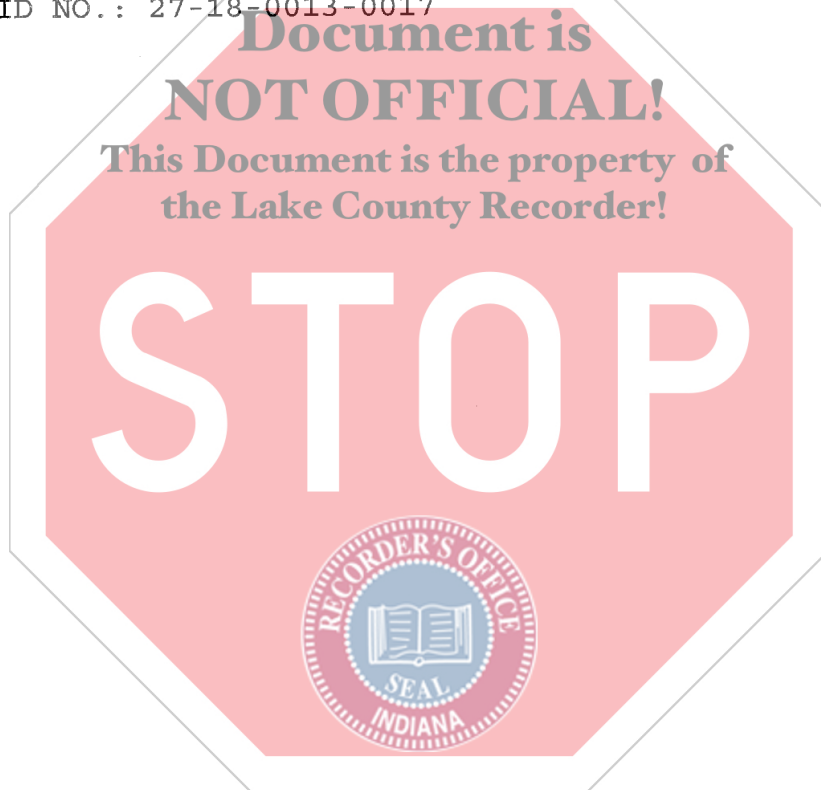 ID NO.: 27-18-0013-0017
Document is
NOT OFFICIAL!
This Document is the property of
the Lake County Recorder!
STOP
RECORDER'S OFFICE
SEAL
INDIANA